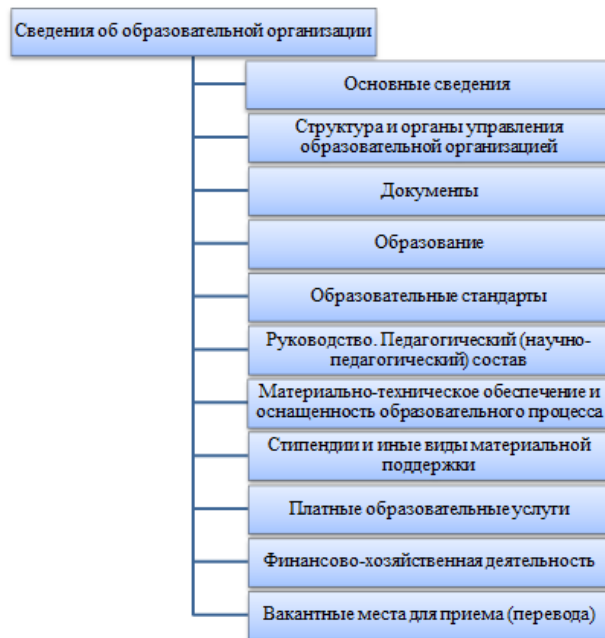 Сведения об образовательной организации
Основные сведения
Структура и органы управления
образовательной организацией
Документы
Образование
Образовательные стандарты
Руководство. Педагогический (научно-
педагогический) состав
Материально-техническое обеспечение и
оснащенность образовательного процесса
Стипендии и иные виды материальной
поддержки
Платные образовательные услуги
Финансово-хозяйственная деятельность
Вакантные места для приема (перевода)